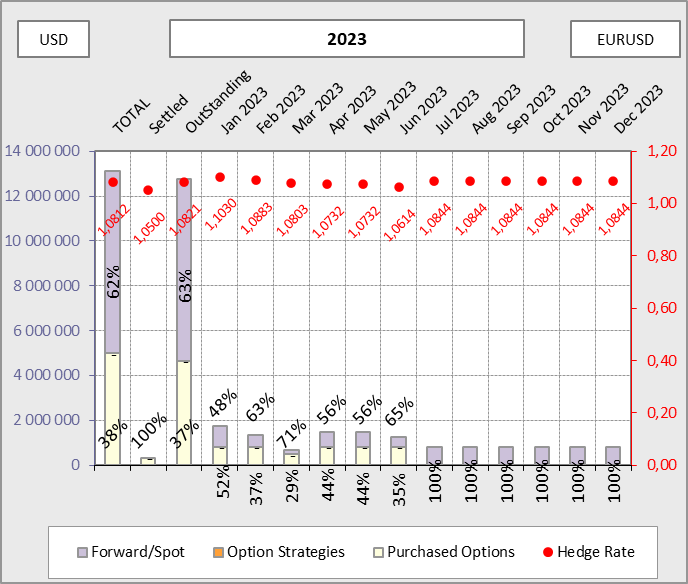 USD
2023
EURUSD
TOTAL
Settled
OutStanding
Jan 2023
Feb 2023
Mar 2023
Apr 2023
May 2023
Jun 2023
Jul 2023
Aug 2023
Sep 2023
Oct 2023
Nov 2023
Dec 2023
14 000 000
12 000 000
10 000 000
8 000 000
6 000 000
4 000 000
2 000 000
0
1,20
1,00
0,80
0,60
0,40
0,20
0,00
1,0812
1,0500
1,0821
1,1030
1,0883
1,0803
1,0732
1,0732
1,0614
1,0844
1,0844
1,0844
1,0844
1,0844
1,0844
62%
63%
48%
63%
71%
56%
56%
65%
38%
100%
37%
52%
37%
29%
44%
44%
35%
100%
100%
100%
100%
100%
100%
Forward/Spot
Option Strategies
Purchased Options
Hedge Rate